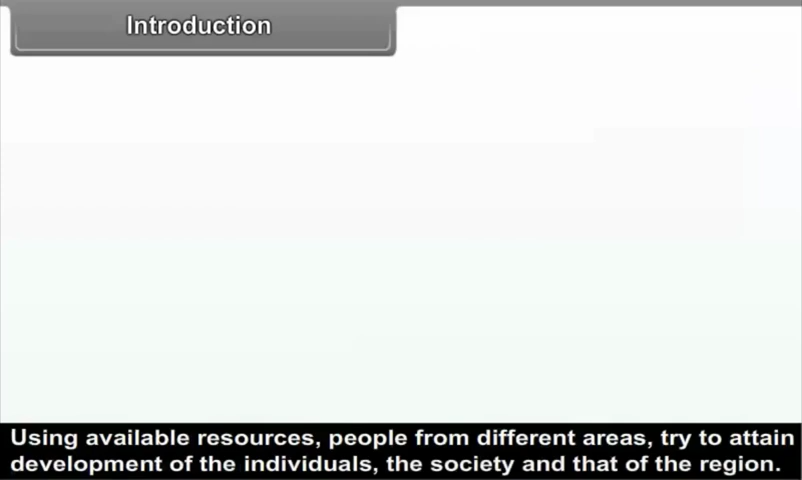 Introduction
Using available resources, people from different areas, try to attain
development of the individuals, the society and that of the region.